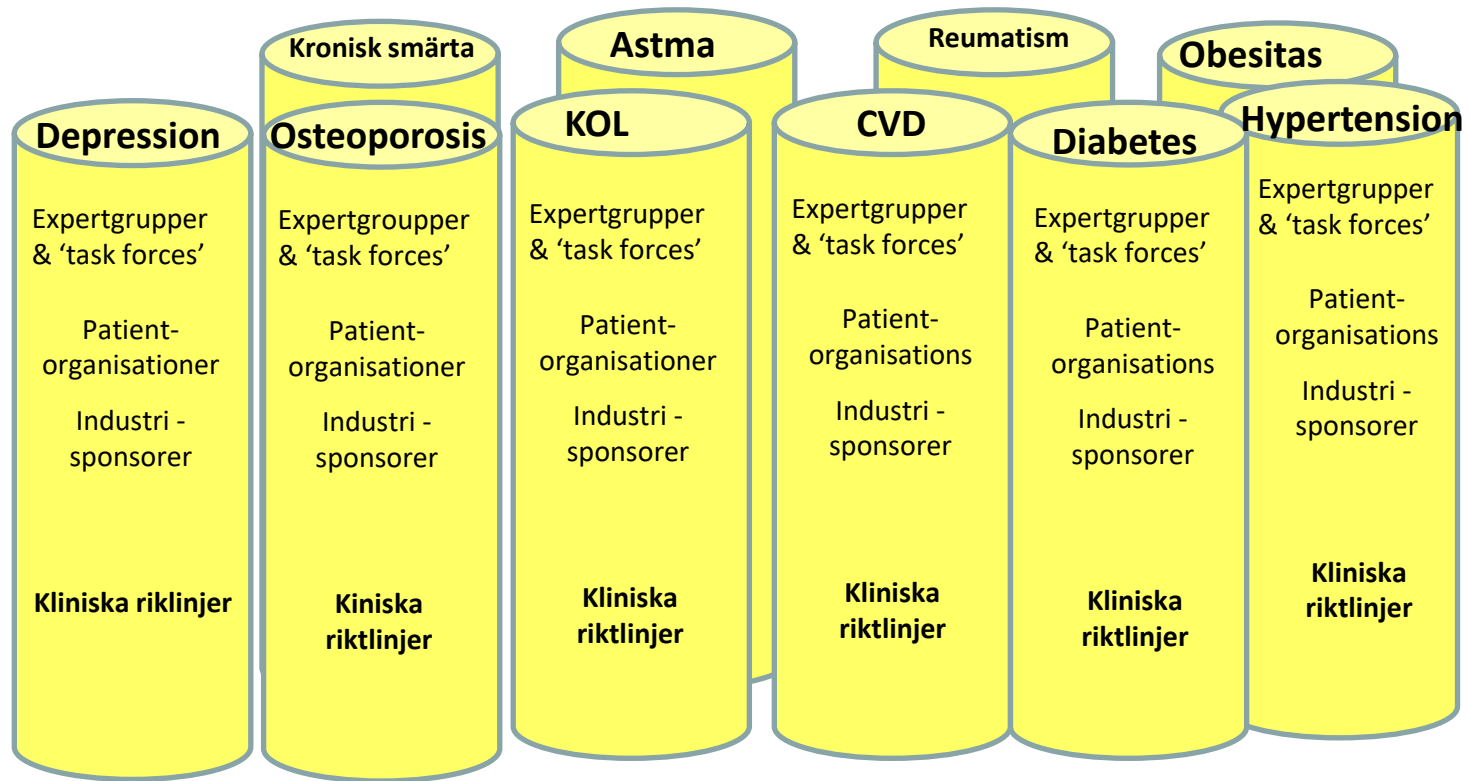 Kronisk smärta
Astma
Reumatism
Obesitas
Depression
Expertgrupper
& ‘task forces’
Patient-
organisationer
Industri -
sponsorer
Kliniska riklinjer
Osteoporosis
Expertgroupper
& ‘task forces’
Patient-
organisationer
Industri -
sponsorer
Kiniska
riktlinjer
KOL
Expertgrupper
& ‘task forces’
Patient-
organisationer
Industri -
sponsorer
Kliniska
riktlinjer
CVD
Expertgrupper
& ‘task forces’
Patient-
organisations
Industri -
sponsorer
Kliniska
riktlinjer
Diabetes
Expertgrupper
& ‘task forces’
Patient-
organisations
Industri -
sponsorer
Kliniska
riktlinjer
Hypertension
Expertgrupper
& ‘task forces’
Patient-
organisations
Industri -
sponsorer
Kliniska
riktlinjer